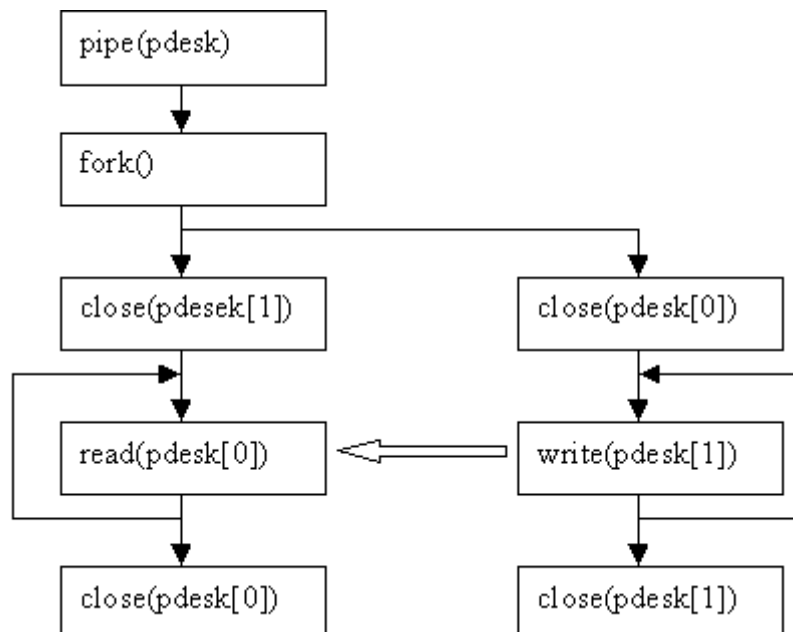 pipe(pdesk)
fork()
close(pdesek[1])
close(pdesk[0])
read(pdesk[0])
write(pdesk[1])
close(pdesk[0])
close(pdesk[1])